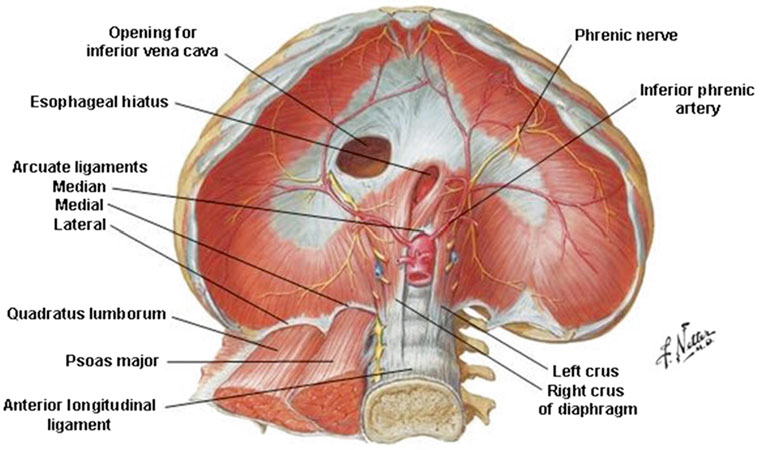 Opening for
inferior vena cava
Esophageal hiatus
Arcuate ligaments
Median
Medial
Lateral
Quadratus lumborum
Psoas major
Anterior longitudinal
ligament
Phrenic nerve
Inferior phrenic
artery
Left crus
Right crus
of diaphragm
F. Netter
M.D.